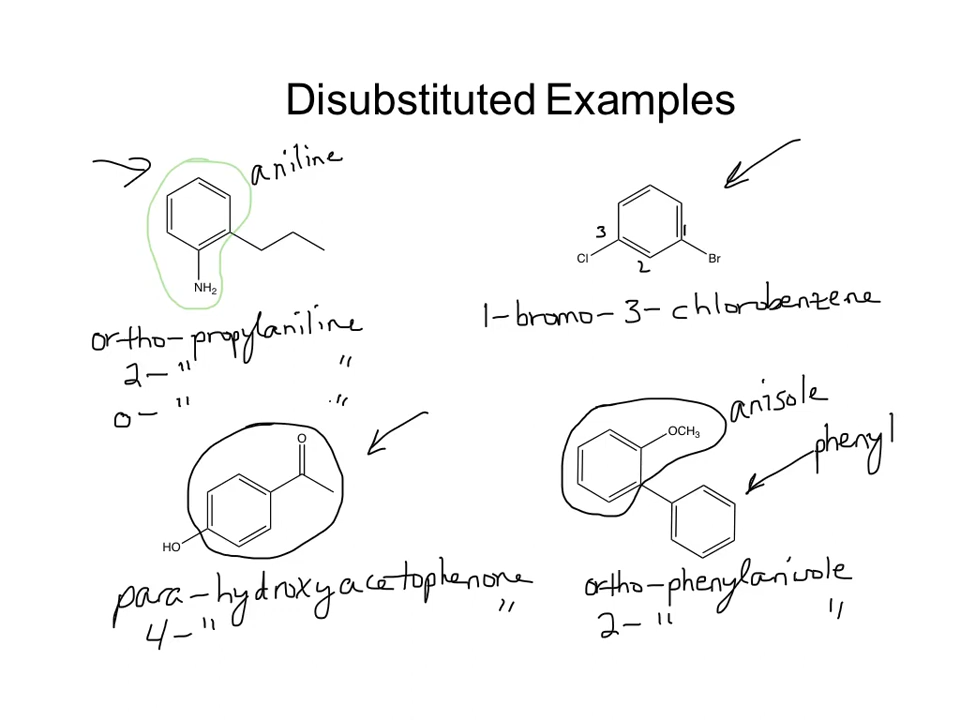 Disubstituted Examples
aniline
NH2
ortho-propylaniline
2- " "
o- " "
3 1
Cl 2 Br
1-bromo-3-chlorobenzene
O
HO
para-hydroxyacetophenone
4- " "
anisole
OCH3
phenyl
ortho-phenylanisole
2- " "